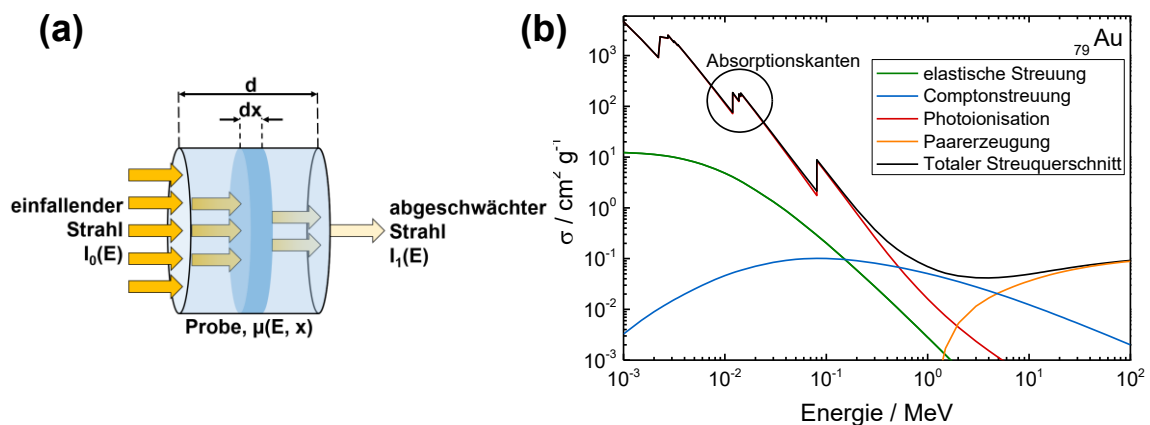 (a)
d
dx
einfallender
Strahl
I₀(E)
abgeschwächter
Strahl
I₁(E)
Probe, μ(E, x)
(b)
₇₉Au
Absorptionskanten
elastische Streuung
Comptonstreuung
Photoionisation
Paarerzeugung
Totaler Streuquerschnitt
σ / cm² g⁻¹
10³
10²
10¹
10⁰
10⁻¹
10⁻²
10⁻³
10⁻³ 10⁻² 10⁻¹ 10⁰ 10¹ 10²
Energie / MeV